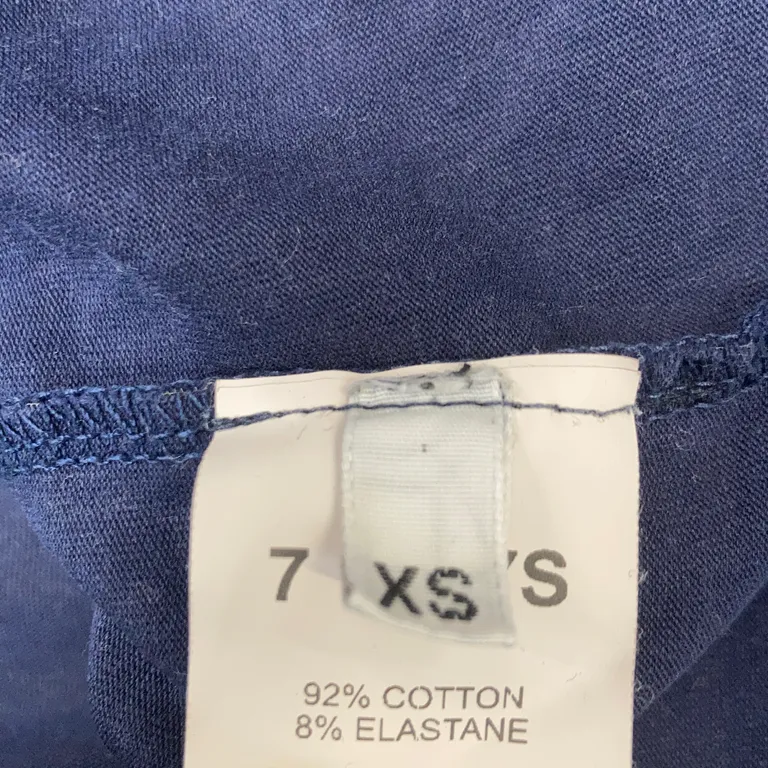 7 XS /S
92% COTTON
8% ELASTANE